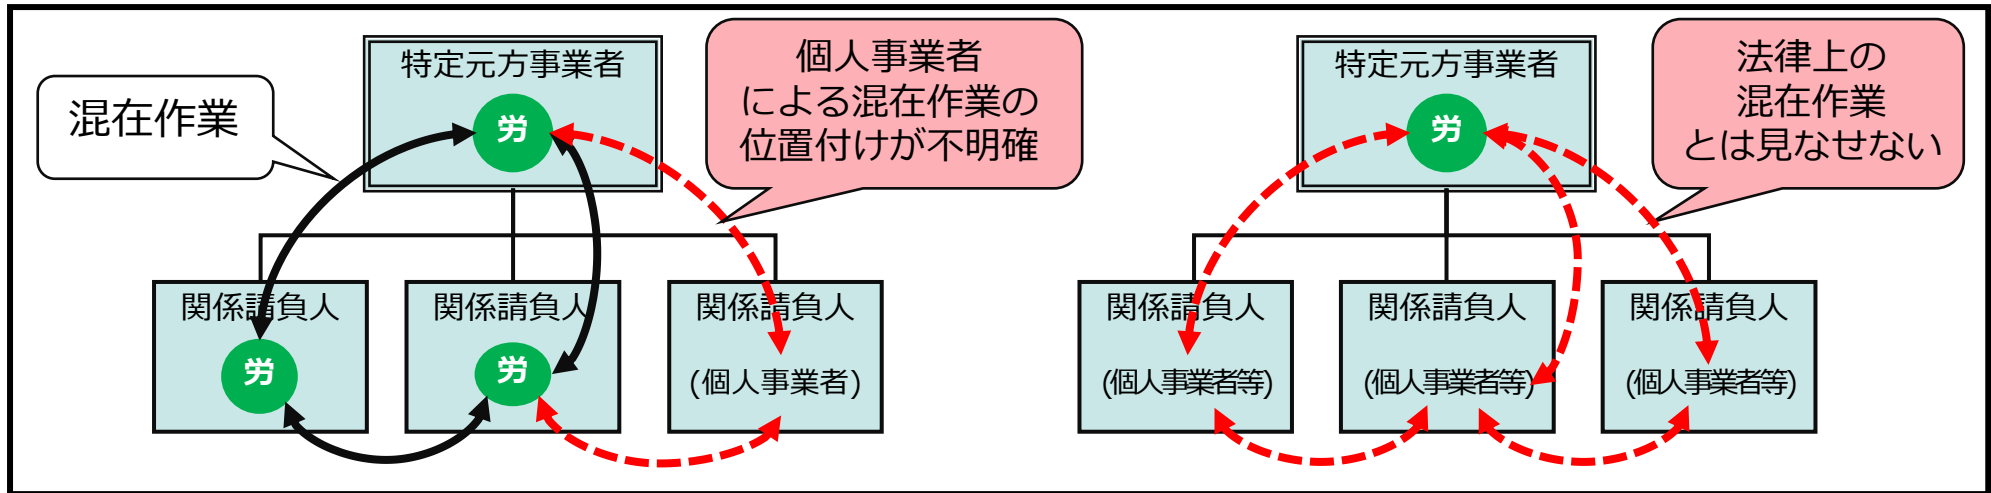 特定元方事業者
労
混在作業
個人事業者
による混在作業の
位置付けが不明確
関係請負人
労
関係請負人
労
関係請負人
(個人事業者)
特定元方事業者
労
法律上の
混在作業
とは見なせない
関係請負人
(個人事業者等)
関係請負人
(個人事業者等)
関係請負人
(個人事業者等)